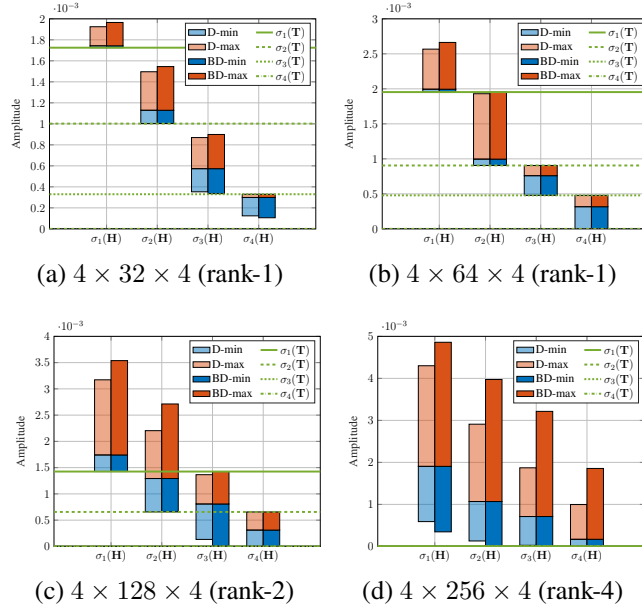 ·10⁻³
2
1.8
1.6
1.4
1.2
1
0.8
0.6
0.4
0.2
0
Amplitude
D-min
D-max
BD-min
BD-max
σ₁(T)
σ₂(T)
σ₃(T)
σ₄(T)
σ₁(H) σ₂(H) σ₃(H) σ₄(H)
(a) 4 × 32 × 4 (rank-1)
·10⁻³
3
2.5
2
1.5
1
0.5
0
Amplitude
D-min
D-max
BD-min
BD-max
σ₁(T)
σ₂(T)
σ₃(T)
σ₄(T)
σ₁(H) σ₂(H) σ₃(H) σ₄(H)
(b) 4 × 64 × 4 (rank-1)
·10⁻³
4
3.5
3
2.5
2
1.5
1
0.5
0
Amplitude
D-min
D-max
BD-min
BD-max
σ₁(T)
σ₂(T)
σ₃(T)
σ₄(T)
σ₁(H) σ₂(H) σ₃(H) σ₄(H)
(c) 4 × 128 × 4 (rank-2)
·10⁻³
5
4
3
2
1
0
Amplitude
D-min
D-max
BD-min
BD-max
σ₁(T)
σ₂(T)
σ₃(T)
σ₄(T)
σ₁(H) σ₂(H) σ₃(H) σ₄(H)
(d) 4 × 256 × 4 (rank-4)